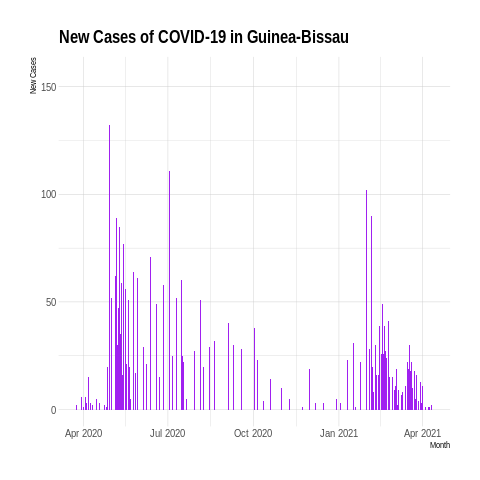 New Cases of COVID-19 in Guinea-Bissau
New Cases
150
100
50
0
Apr 2020
Jul 2020
Oct 2020
Jan 2021
Apr 2021
Month